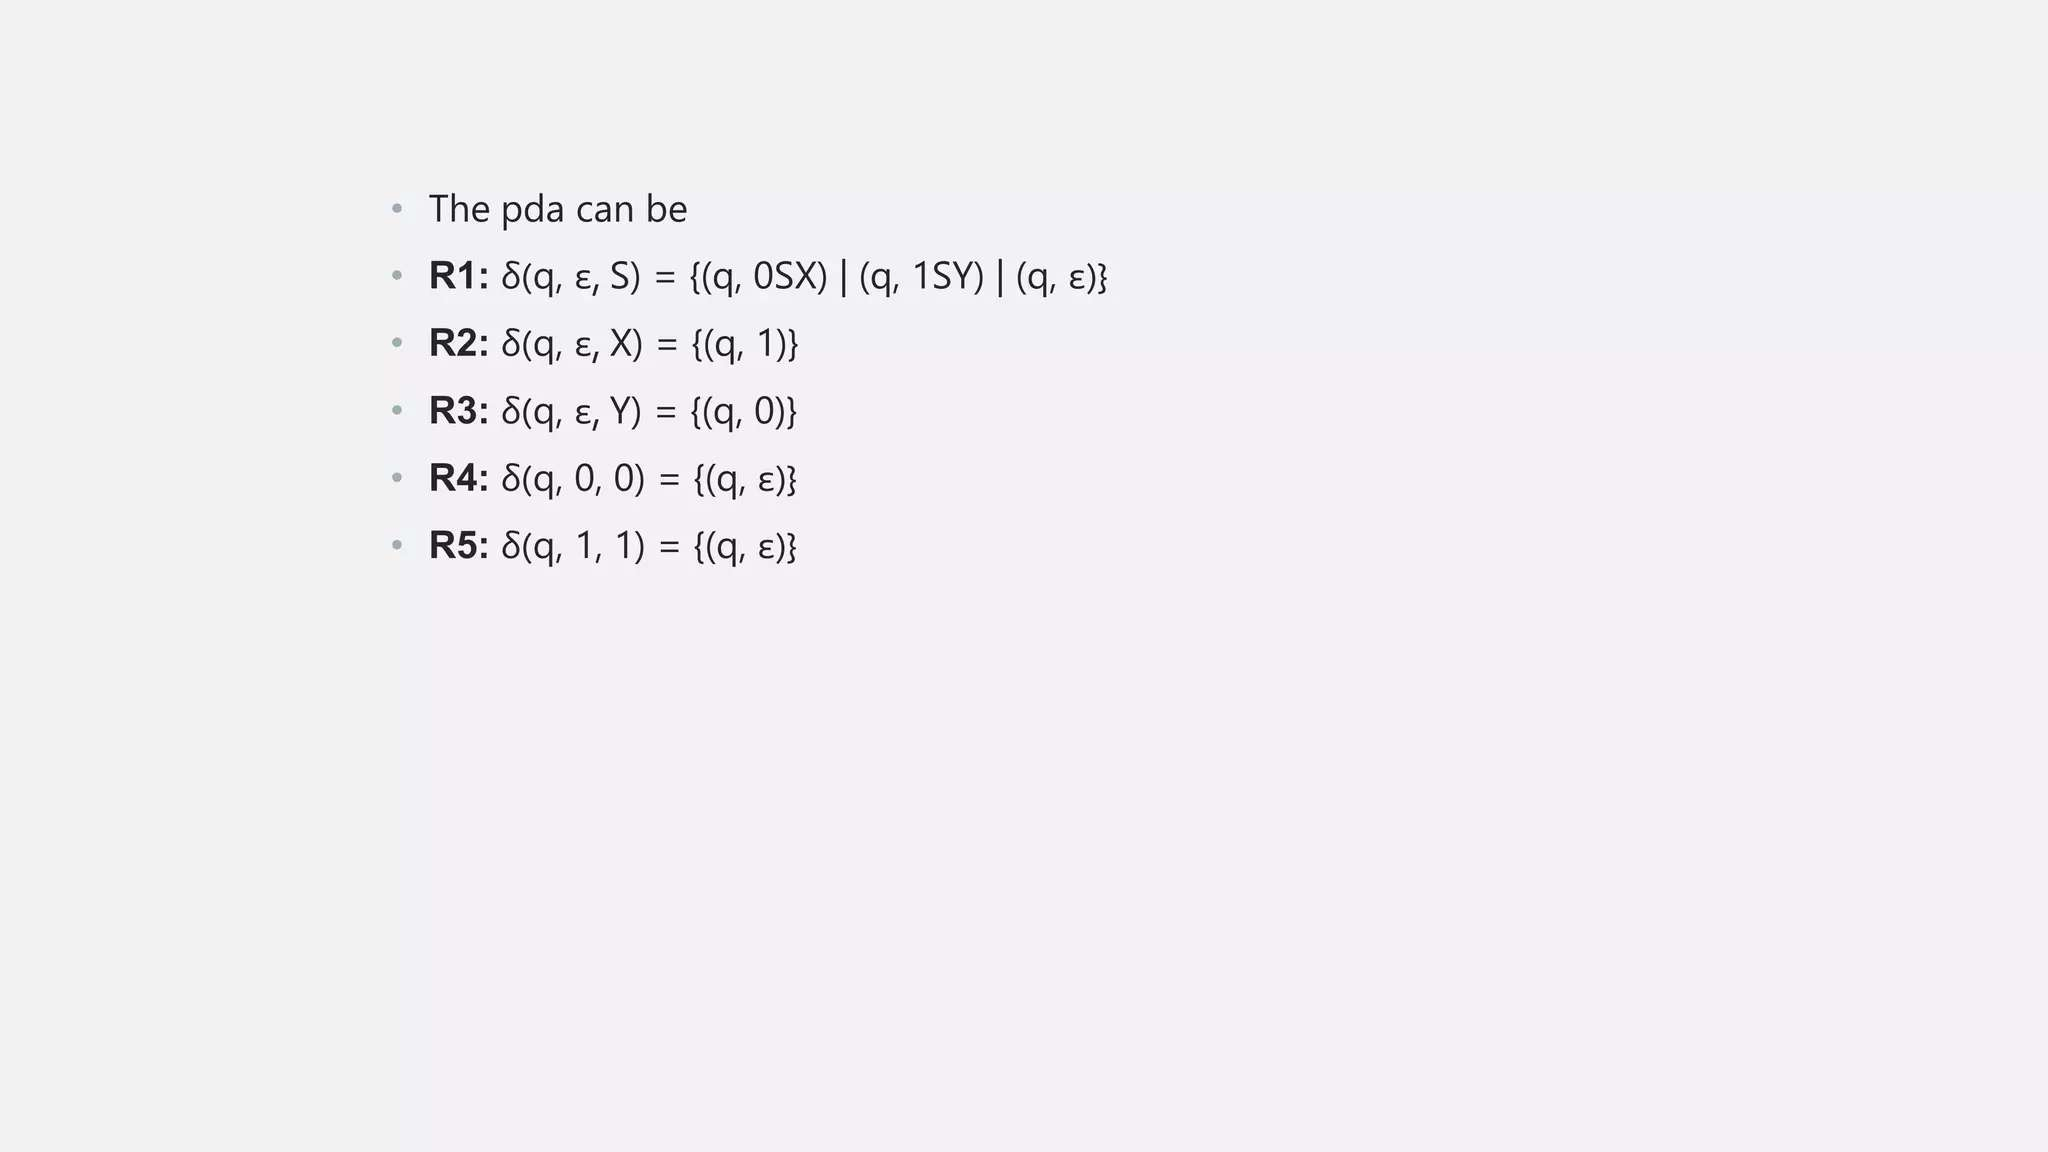 • The pda can be
• R1: δ(q, ε, S) = {(q, 0SX) | (q, 1SY) | (q, ε)}
• R2: δ(q, ε, X) = {(q, 1)}
• R3: δ(q, ε, Y) = {(q, 0)}
• R4: δ(q, 0, 0) = {(q, ε)}
• R5: δ(q, 1, 1) = {(q, ε)}